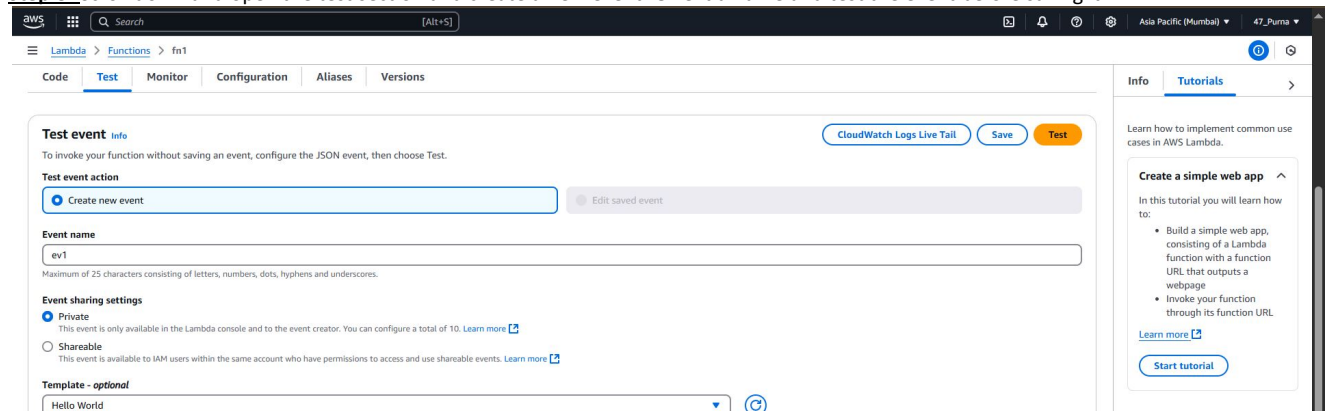 aws
Search
[Alt+S]
Asia Pacific (Mumbai) ▼
47_Purna ▼
Lambda > Functions > fn1
Code
Test
Monitor
Configuration
Aliases
Versions
Info
Tutorials
Test event Info
CloudWatch Logs Live Tail
Save
Test
To invoke your function without saving an event, configure the JSON event, then choose Test.
Test event action
Create new event
Edit saved event
Event name
ev1
Maximum of 25 characters consisting of letters, numbers, dots, hyphens and underscores.
Event sharing settings
Private
This event is only available in the Lambda console and to the event creator. You can configure a total of 10. Learn more
Shareable
This event is available to IAM users within the same account who have permissions to access and use shareable events. Learn more
Template - optional
Hello World
Learn how to implement common use
cases in AWS Lambda.
Create a simple web app
In this tutorial you will learn how
to:
• Build a simple web app,
consisting of a Lambda
function with a function
URL that outputs a
webpage
• Invoke your function
through its function URL
Learn more
Start tutorial